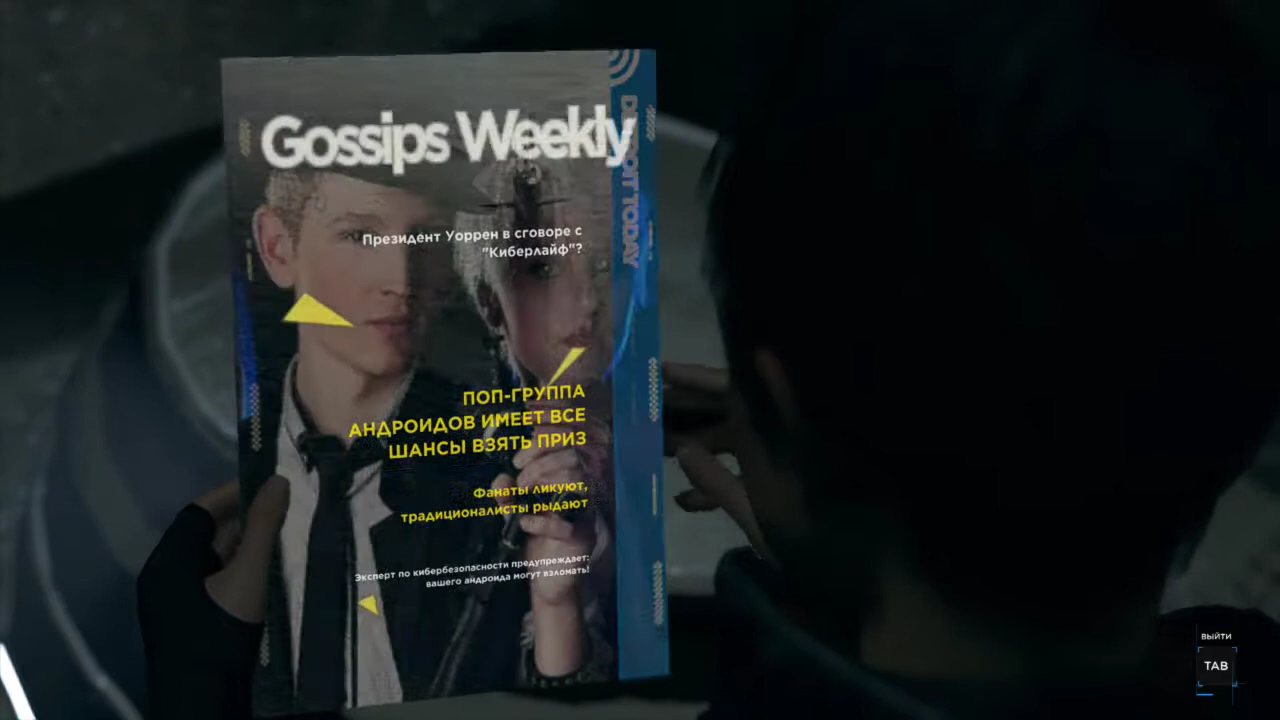 Gossips Weekly
DETROIT TODAY
Президент Уоррен в сговоре с
"Киберлайф"?
ПОП-ГРУППА
АНДРОИДОВ ИМЕЕТ ВСЕ
ШАНСЫ ВЗЯТЬ ПРИЗ
Фанаты ликуют,
традиционалисты рыдают
Эксперт по кибербезопасности предупреждает:
вашего андроида могут взломать!
ВЫЙТИ
TAB